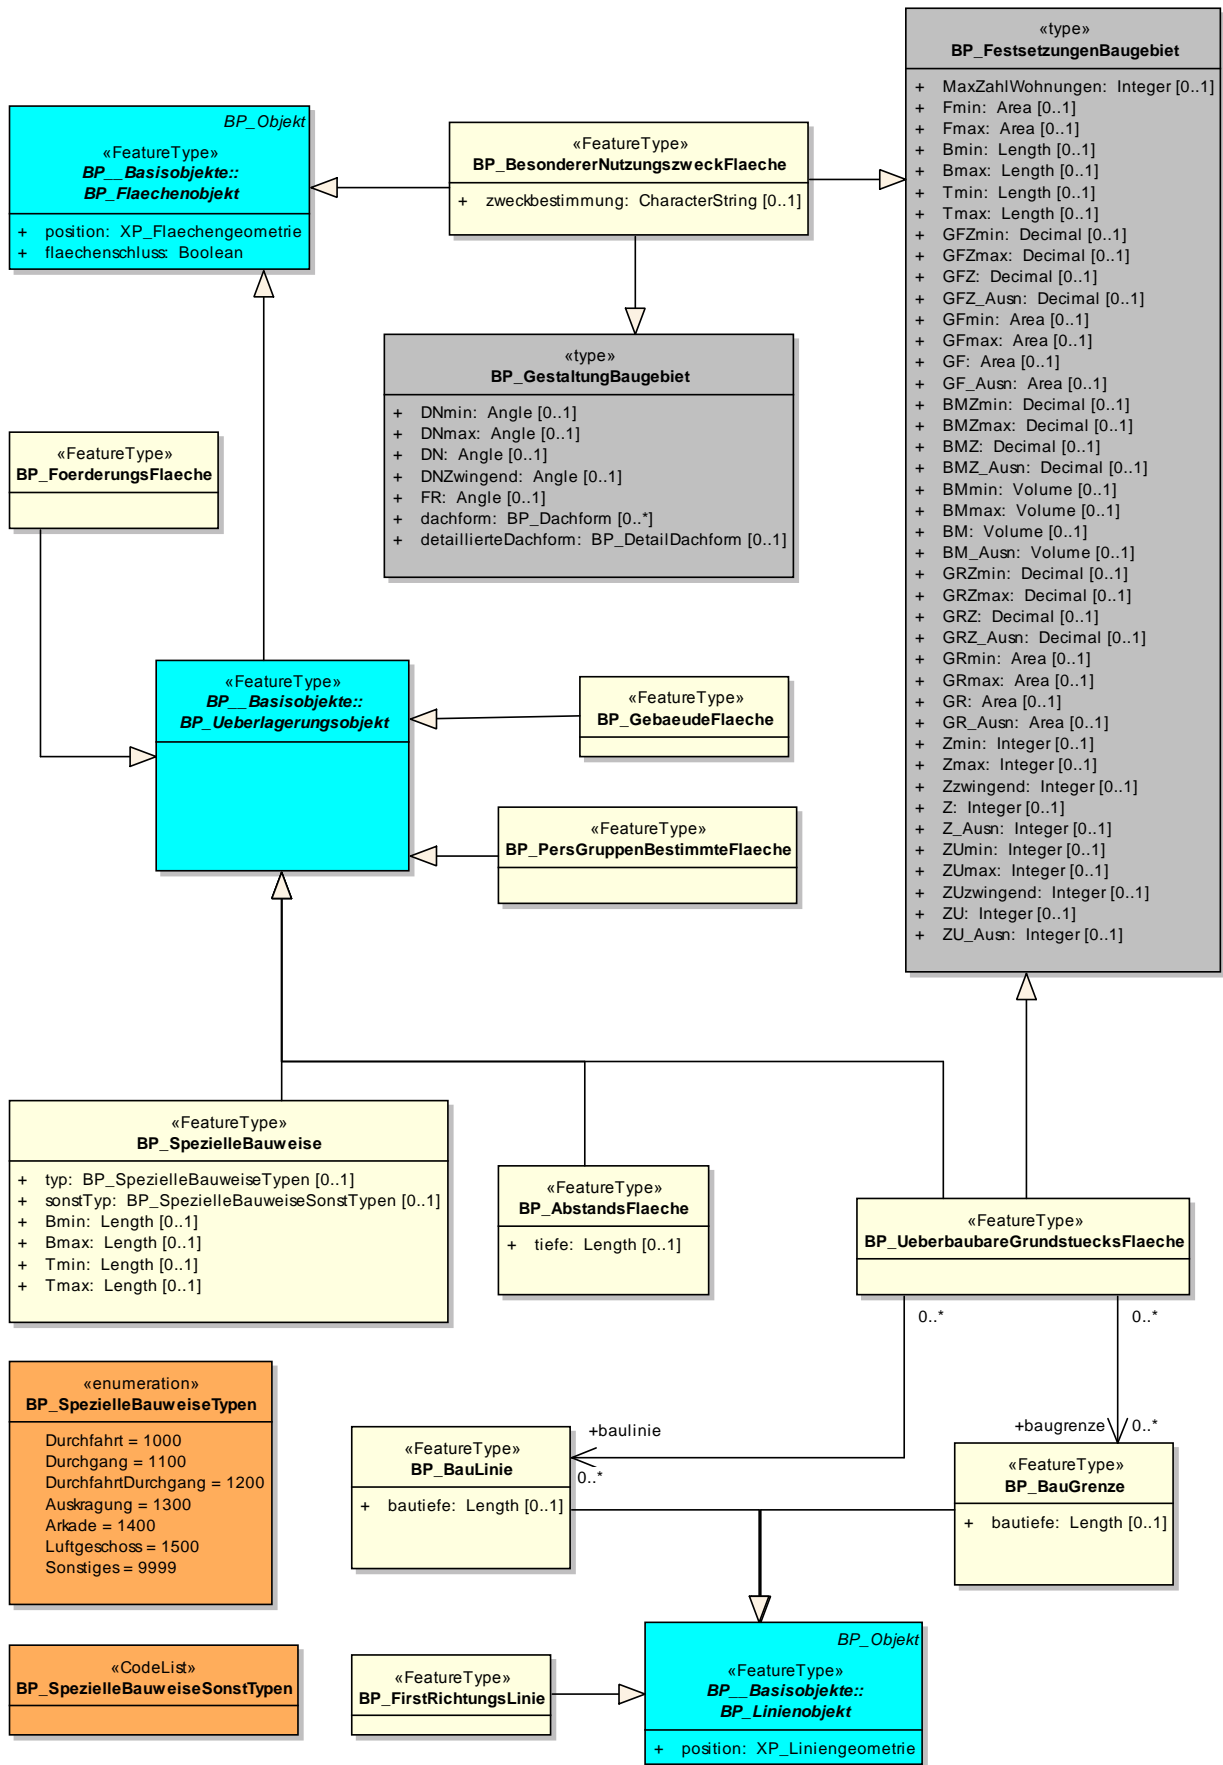 «type»
BP_FestsetzungenBaugebiet
+ MaxZahlWohnungen: Integer [0..1]
+ Fmin: Area [0..1]
+ Fmax: Area [0..1]
+ Bmin: Length [0..1]
+ Bmax: Length [0..1]
+ Tmin: Length [0..1]
+ Tmax: Length [0..1]
+ GFZmin: Decimal [0..1]
+ GFZmax: Decimal [0..1]
+ GFZ: Decimal [0..1]
+ GFZ_Ausn: Decimal [0..1]
+ GFmin: Area [0..1]
+ GFmax: Area [0..1]
+ GF: Area [0..1]
+ GF_Ausn: Area [0..1]
+ BMZmin: Decimal [0..1]
+ BMZmax: Decimal [0..1]
+ BMZ: Decimal [0..1]
+ BMZ_Ausn: Decimal [0..1]
+ BMmin: Volume [0..1]
+ BMmax: Volume [0..1]
+ BM: Volume [0..1]
+ BM_Ausn: Volume [0..1]
+ GRZmin: Decimal [0..1]
+ GRZmax: Decimal [0..1]
+ GRZ: Decimal [0..1]
+ GRZ_Ausn: Decimal [0..1]
+ GRmin: Area [0..1]
+ GRmax: Area [0..1]
+ GR: Area [0..1]
+ GR_Ausn: Area [0..1]
+ Zmin: Integer [0..1]
+ Zmax: Integer [0..1]
+ Zzwingend: Integer [0..1]
+ Z: Integer [0..1]
+ Z_Ausn: Integer [0..1]
+ ZUmin: Integer [0..1]
+ ZUmax: Integer [0..1]
+ ZUzwingend: Integer [0..1]
+ ZU: Integer [0..1]
+ ZU_Ausn: Integer [0..1]
BP_Objekt
«FeatureType»
BP__Basisobjekte::
BP_Flaechenobjekt
+ position: XP_Flaechengeometrie
+ flaechenschluss: Boolean
«FeatureType»
BP_BesondererNutzungszweckFlaeche
+ zweckbestimmung: CharacterString [0..1]
«type»
BP_GestaltungBaugebiet
+ DNmin: Angle [0..1]
+ DNmax: Angle [0..1]
+ DN: Angle [0..1]
+ DNZwingend: Angle [0..1]
+ FR: Angle [0..1]
+ dachform: BP_Dachform [0..*]
+ detaillierteDachform: BP_DetailDachform [0..1]
«FeatureType»
BP_FoerderungsFlaeche
«FeatureType»
BP__Basisobjekte::
BP_Ueberlagerungsobjekt
«FeatureType»
BP_GebaeudeFlaeche
«FeatureType»
BP_PersGruppenBestimmteFlaeche
«FeatureType»
BP_SpezielleBauweise
+ typ: BP_SpezielleBauweiseTypen [0..1]
+ sonstTyp: BP_SpezielleBauweiseSonstTypen [0..1]
+ Bmin: Length [0..1]
+ Bmax: Length [0..1]
+ Tmin: Length [0..1]
+ Tmax: Length [0..1]
«FeatureType»
BP_AbstandsFlaeche
+ tiefe: Length [0..1]
«FeatureType»
BP_UeberbaubareGrundstuecksFlaeche
0..*
0..*
«enumeration»
BP_SpezielleBauweiseTypen
Durchfahrt = 1000
Durchgang = 1100
DurchfahrtDurchgang = 1200
Auskragung = 1300
Arkade = 1400
Luftgeschoss = 1500
Sonstiges = 9999
+baulinie
0..*
+baugrenze
0..*
«FeatureType»
BP_BauLinie
+ bautiefe: Length [0..1]
«FeatureType»
BP_BauGrenze
+ bautiefe: Length [0..1]
«CodeList»
BP_SpezielleBauweiseSonstTypen
«FeatureType»
BP_FirstRichtungsLinie
BP_Objekt
«FeatureType»
BP__Basisobjekte::
BP_Linienobjekt
+ position: XP_Liniengeometrie